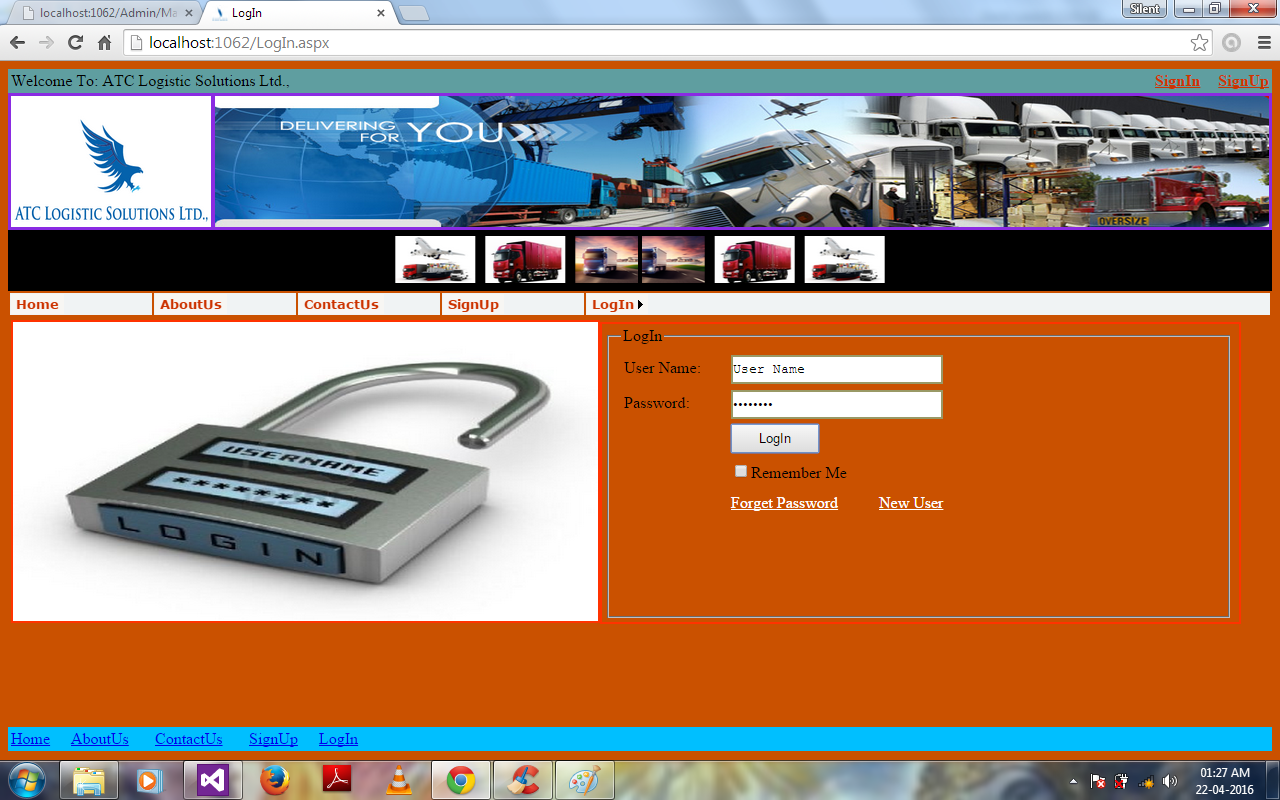 localhost:1062/Admin/Ma
LogIn
Silent
localhost:1062/LogIn.aspx
Welcome To: ATC Logistic Solutions Ltd.,
SignIn SignUp
DELIVERING FOR YOU
ATC LOGISTIC SOLUTIONS LTD.,
OVERSIZE
Home AboutUs ContactUs SignUp LogIn
USERNAME
********
LOGIN
LogIn
User Name: User Name
Password: ••••••••
LogIn
Remember Me
Forget Password New User
Home AboutUs ContactUs SignUp LogIn
01:27 AM
22-04-2016